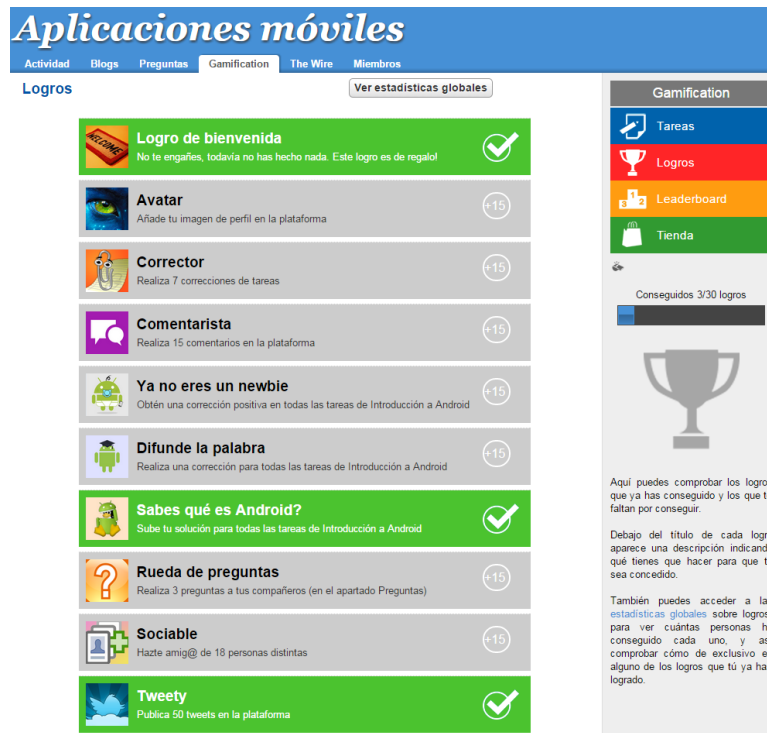 Aplicaciones móviles
Actividad Blogs Preguntas Gamification The Wire Miembros
Logros
Ver estadísticas globales
WELCOME
Logro de bienvenida
No te engañes, todavía no has hecho nada. Este logro es de regalo!
Avatar
Añade tu imagen de perfil en la plataforma
+15
Corrector
Realiza 7 correcciones de tareas
+15
Comentarista
Realiza 15 comentarios en la plataforma
+15
Ya no eres un newbie
Obtén una corrección positiva en todas las tareas de Introducción a Android
+15
Difunde la palabra
Realiza una corrección para todas las tareas de Introducción a Android
+15
Sabes qué es Android?
Sube tu solución para todas las tareas de Introducción a Android
Rueda de preguntas
Realiza 3 preguntas a tus compañeros (en el apartado Preguntas)
+15
Sociable
Hazte amig@ de 18 personas distintas
+15
Tweety
Publica 50 tweets en la plataforma
Gamification
Tareas
Logros
3 1 2 Leaderboard
Tienda
Conseguidos 3/30 logros
Aquí puedes comprobar los logro
que ya has conseguido y los que t
faltan por conseguir.
Debajo del título de cada logr
aparece una descripción indicand
qué tienes que hacer para que t
sea concedido.
También puedes acceder a la
estadísticas globales sobre logros
para ver cuántas personas h
conseguido cada uno, y as
comprobar cómo de exclusivo e
alguno de los logros que tú ya ha
logrado.